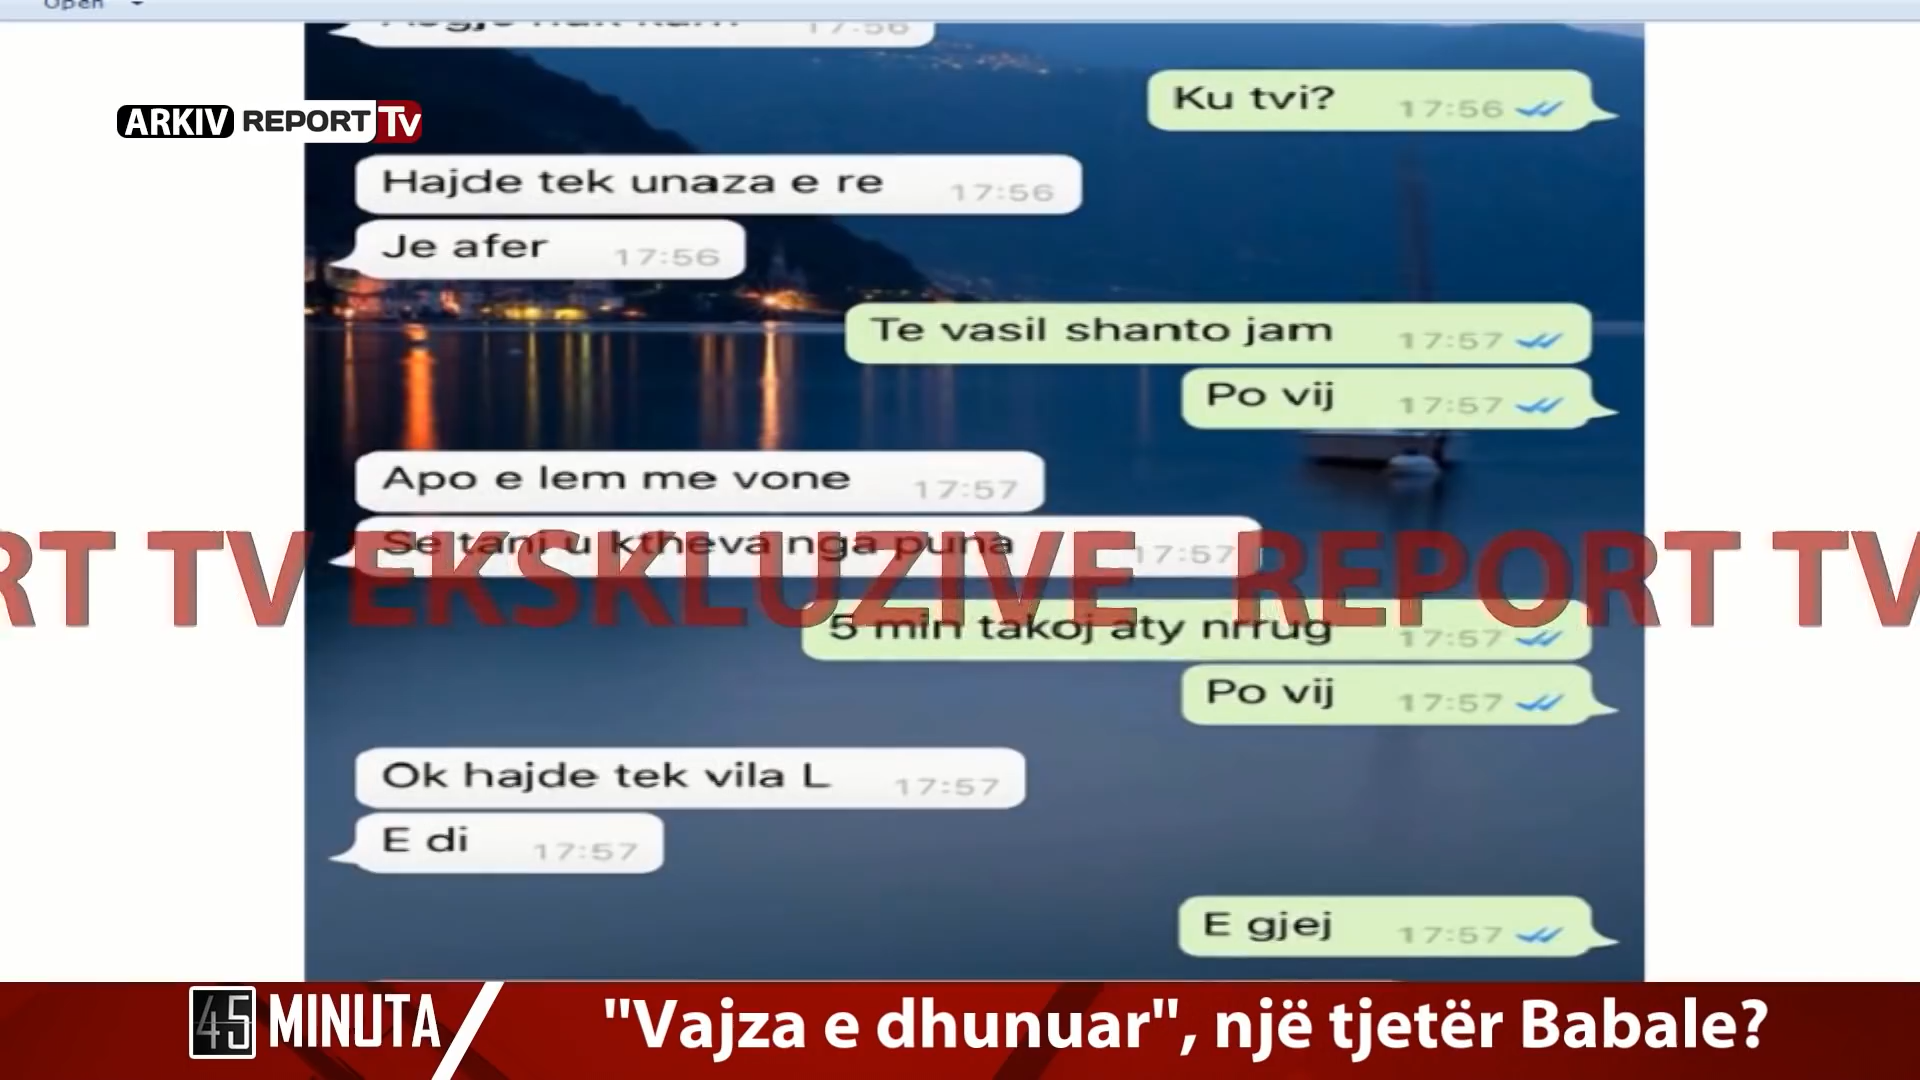 Open
17:56
Ku tvi? 17:56
ARKIV REPORT Tv
Hajde tek unaza e re 17:56
Je afer 17:56
Te vasil shanto jam 17:57
Po vij 17:57
Apo e lem me vone 17:57
Se tani u ktheva nga puna 17:57
RT TV EKSKLUZIVE REPORT TV
5 min takoj aty nrrug 17:57
Po vij 17:57
Ok hajde tek vila L 17:57
E di 17:57
E gjej 17:57
45 MINUTA
"Vajza e dhunuar", një tjetër Babale?